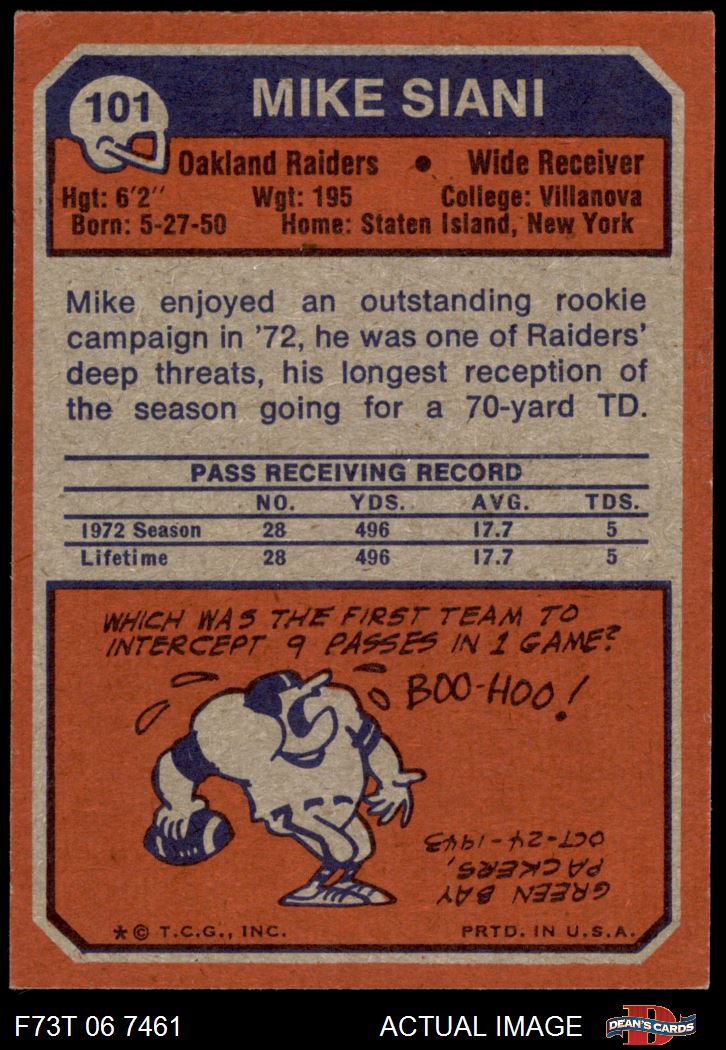 101
MIKE SIANI
Oakland Raiders • Wide Receiver
Hgt: 6'2" Wgt: 195 College: Villanova
Born: 5-27-50 Home: Staten Island, New York
Mike enjoyed an outstanding rookie
campaign in '72, he was one of Raiders'
deep threats, his longest reception of
the season going for a 70-yard TD.
PASS RECEIVING RECORD
NO. YDS. AVG. TDS.
1972 Season 28 496 17.7 5
Lifetime 28 496 17.7 5
WHICH WAS THE FIRST TEAM TO
INTERCEPT 9 PASSES IN 1 GAME?
BOO-HOO!
GREEN BAY
PACKERS,
OCT-24-1943
* © T.C.G., INC. PRTD. IN U.S.A.
F73T 06 7461 ACTUAL IMAGE D DEAN'S CARDS